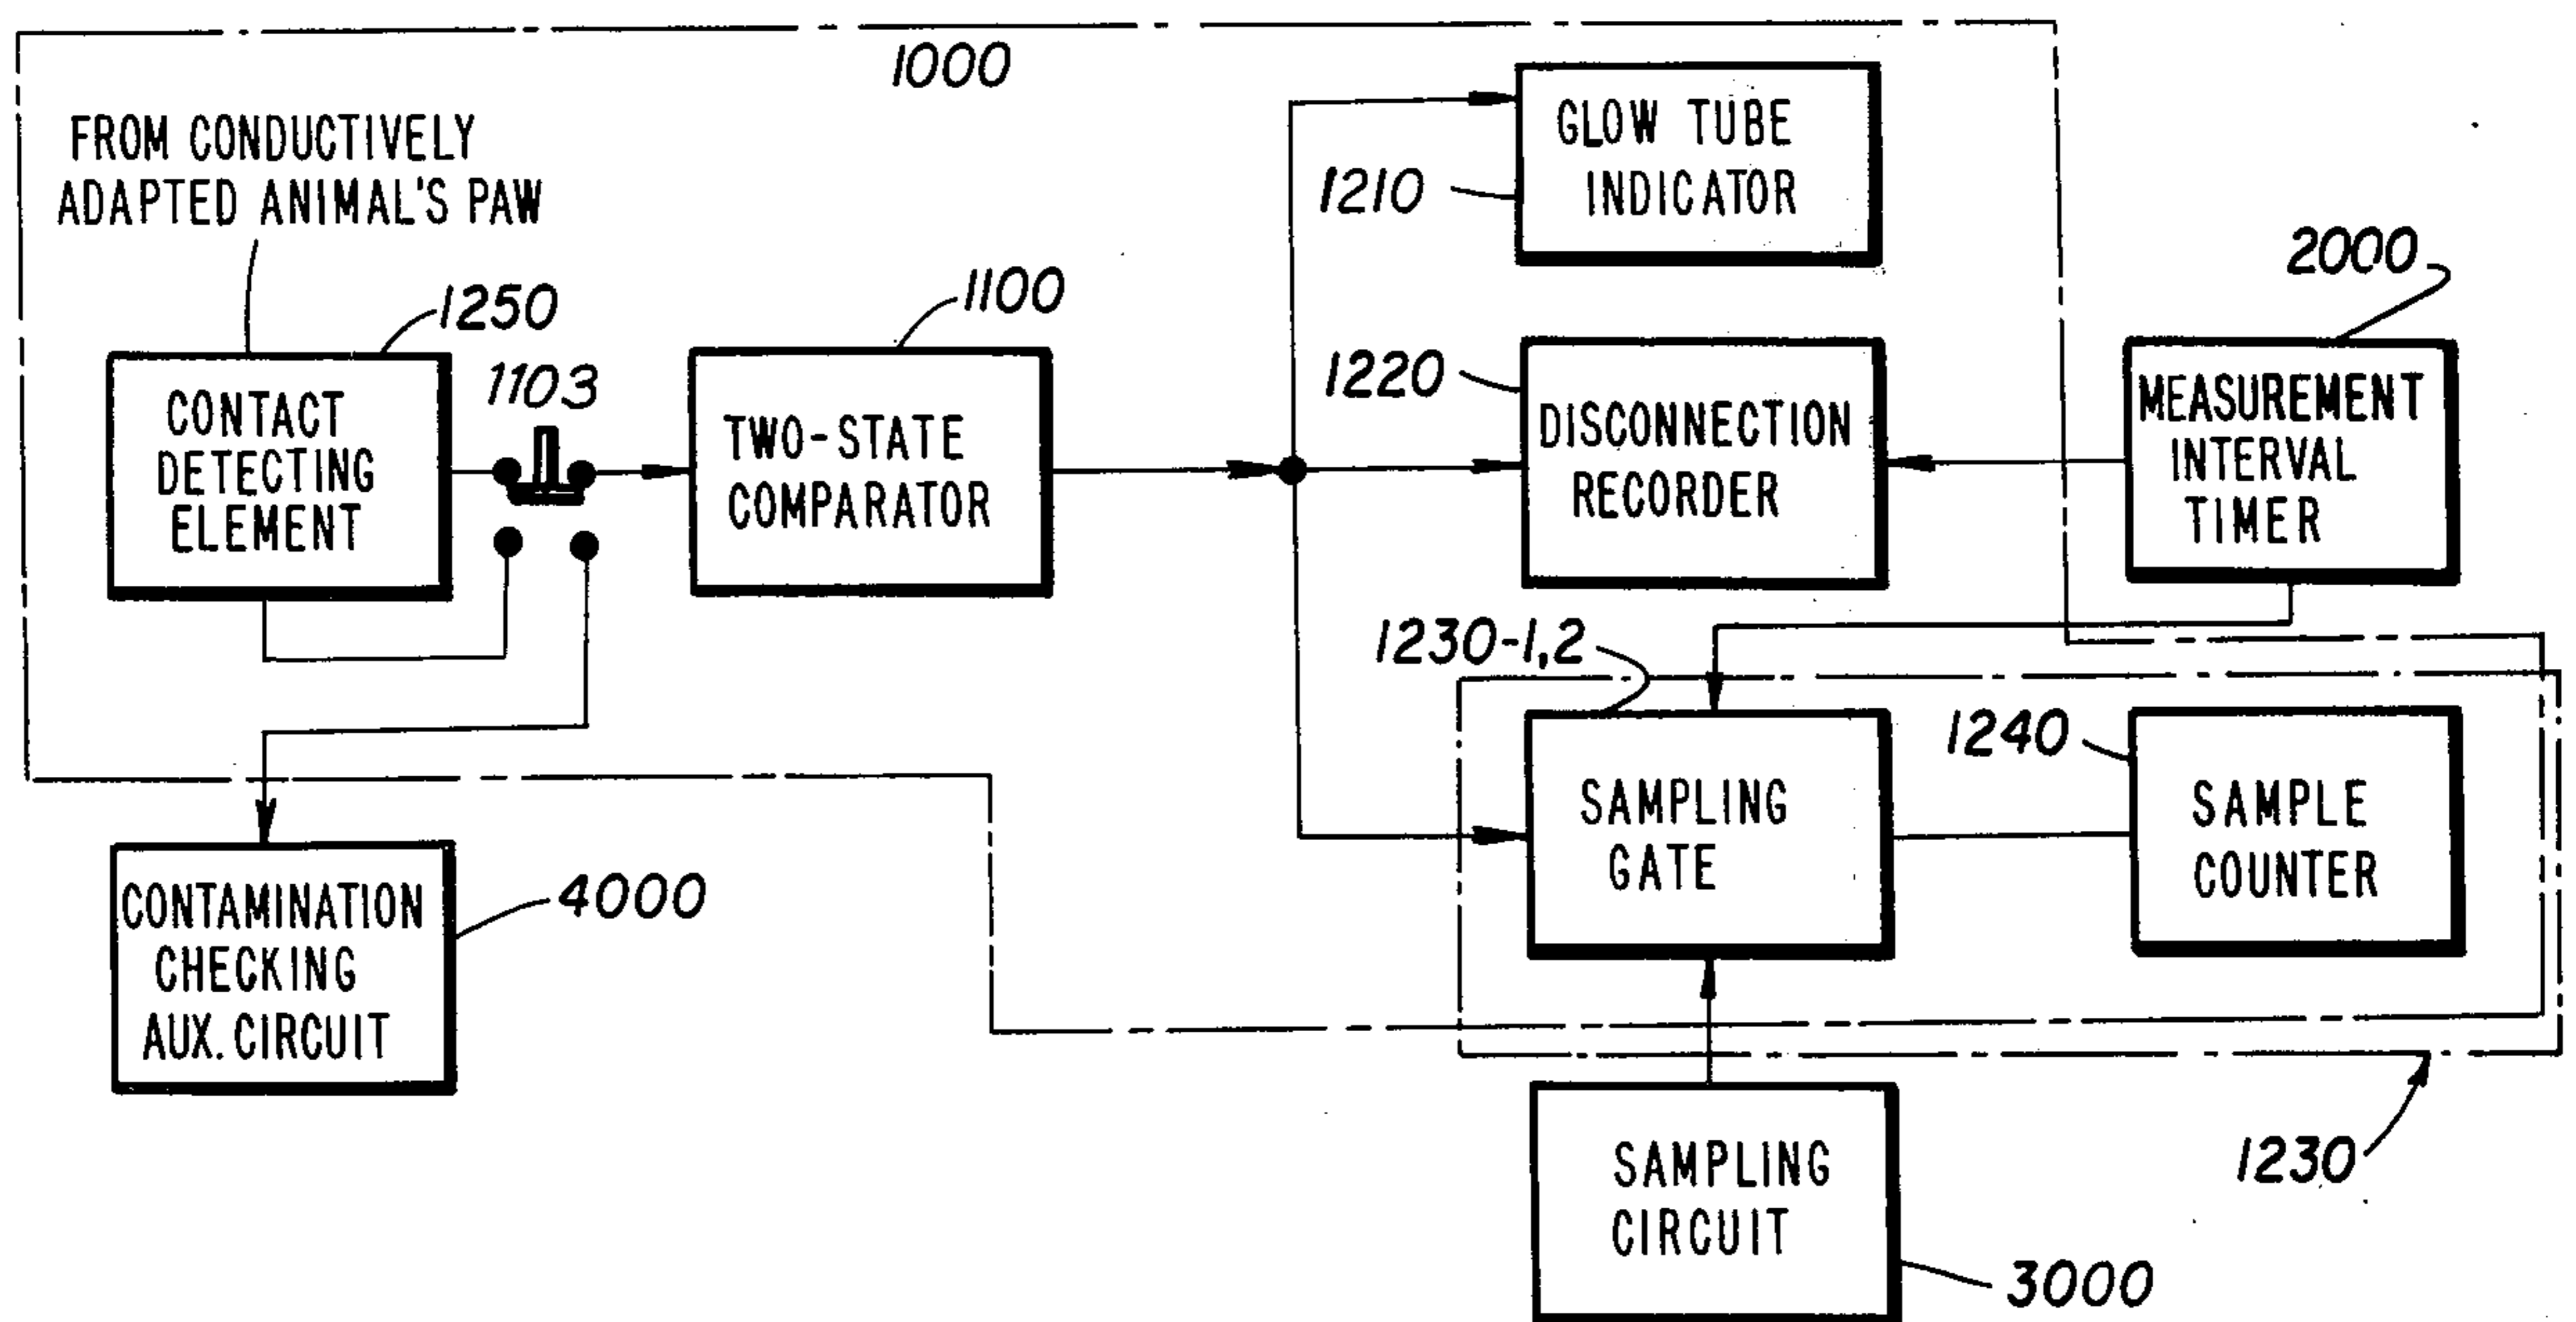 1000
FROM CONDUCTIVELY
ADAPTED ANIMAL'S PAW
1250
1103
1100
CONTACT
DETECTING
ELEMENT
TWO-STATE
COMPARATOR
GLOW TUBE
INDICATOR
1210
1220
DISCONNECTION
RECORDER
2000
MEASUREMENT
INTERVAL
TIMER
1230-1,2
SAMPLING
GATE
1240
SAMPLE
COUNTER
CONTAMINATION
CHECKING
AUX. CIRCUIT
4000
1230
SAMPLING
CIRCUIT
3000